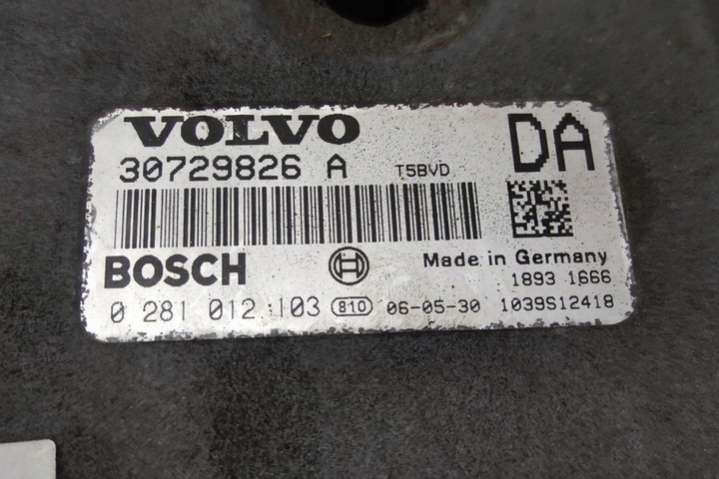 VOLVO DA
30729826 A T5BVD
BOSCH Made in Germany
1893 1666
0 281 012 103 810 06-05-30 1039S12418